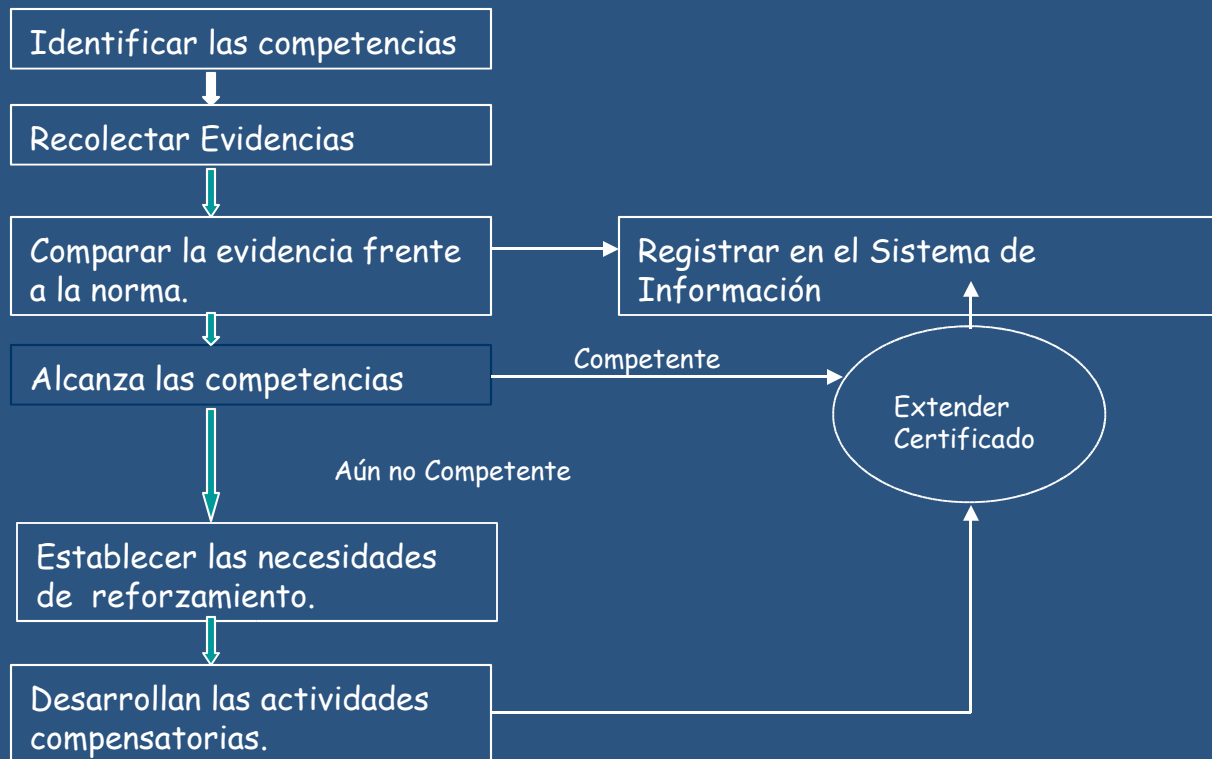 Identificar las competencias
Recolectar Evidencias
Comparar la evidencia frente
a la norma.
Registrar en el Sistema de
Información
Alcanza las competencias
Competente
Extender
Certificado
Aún no Competente
Establecer las necesidades
de reforzamiento.
Desarrollan las actividades
compensatorias.